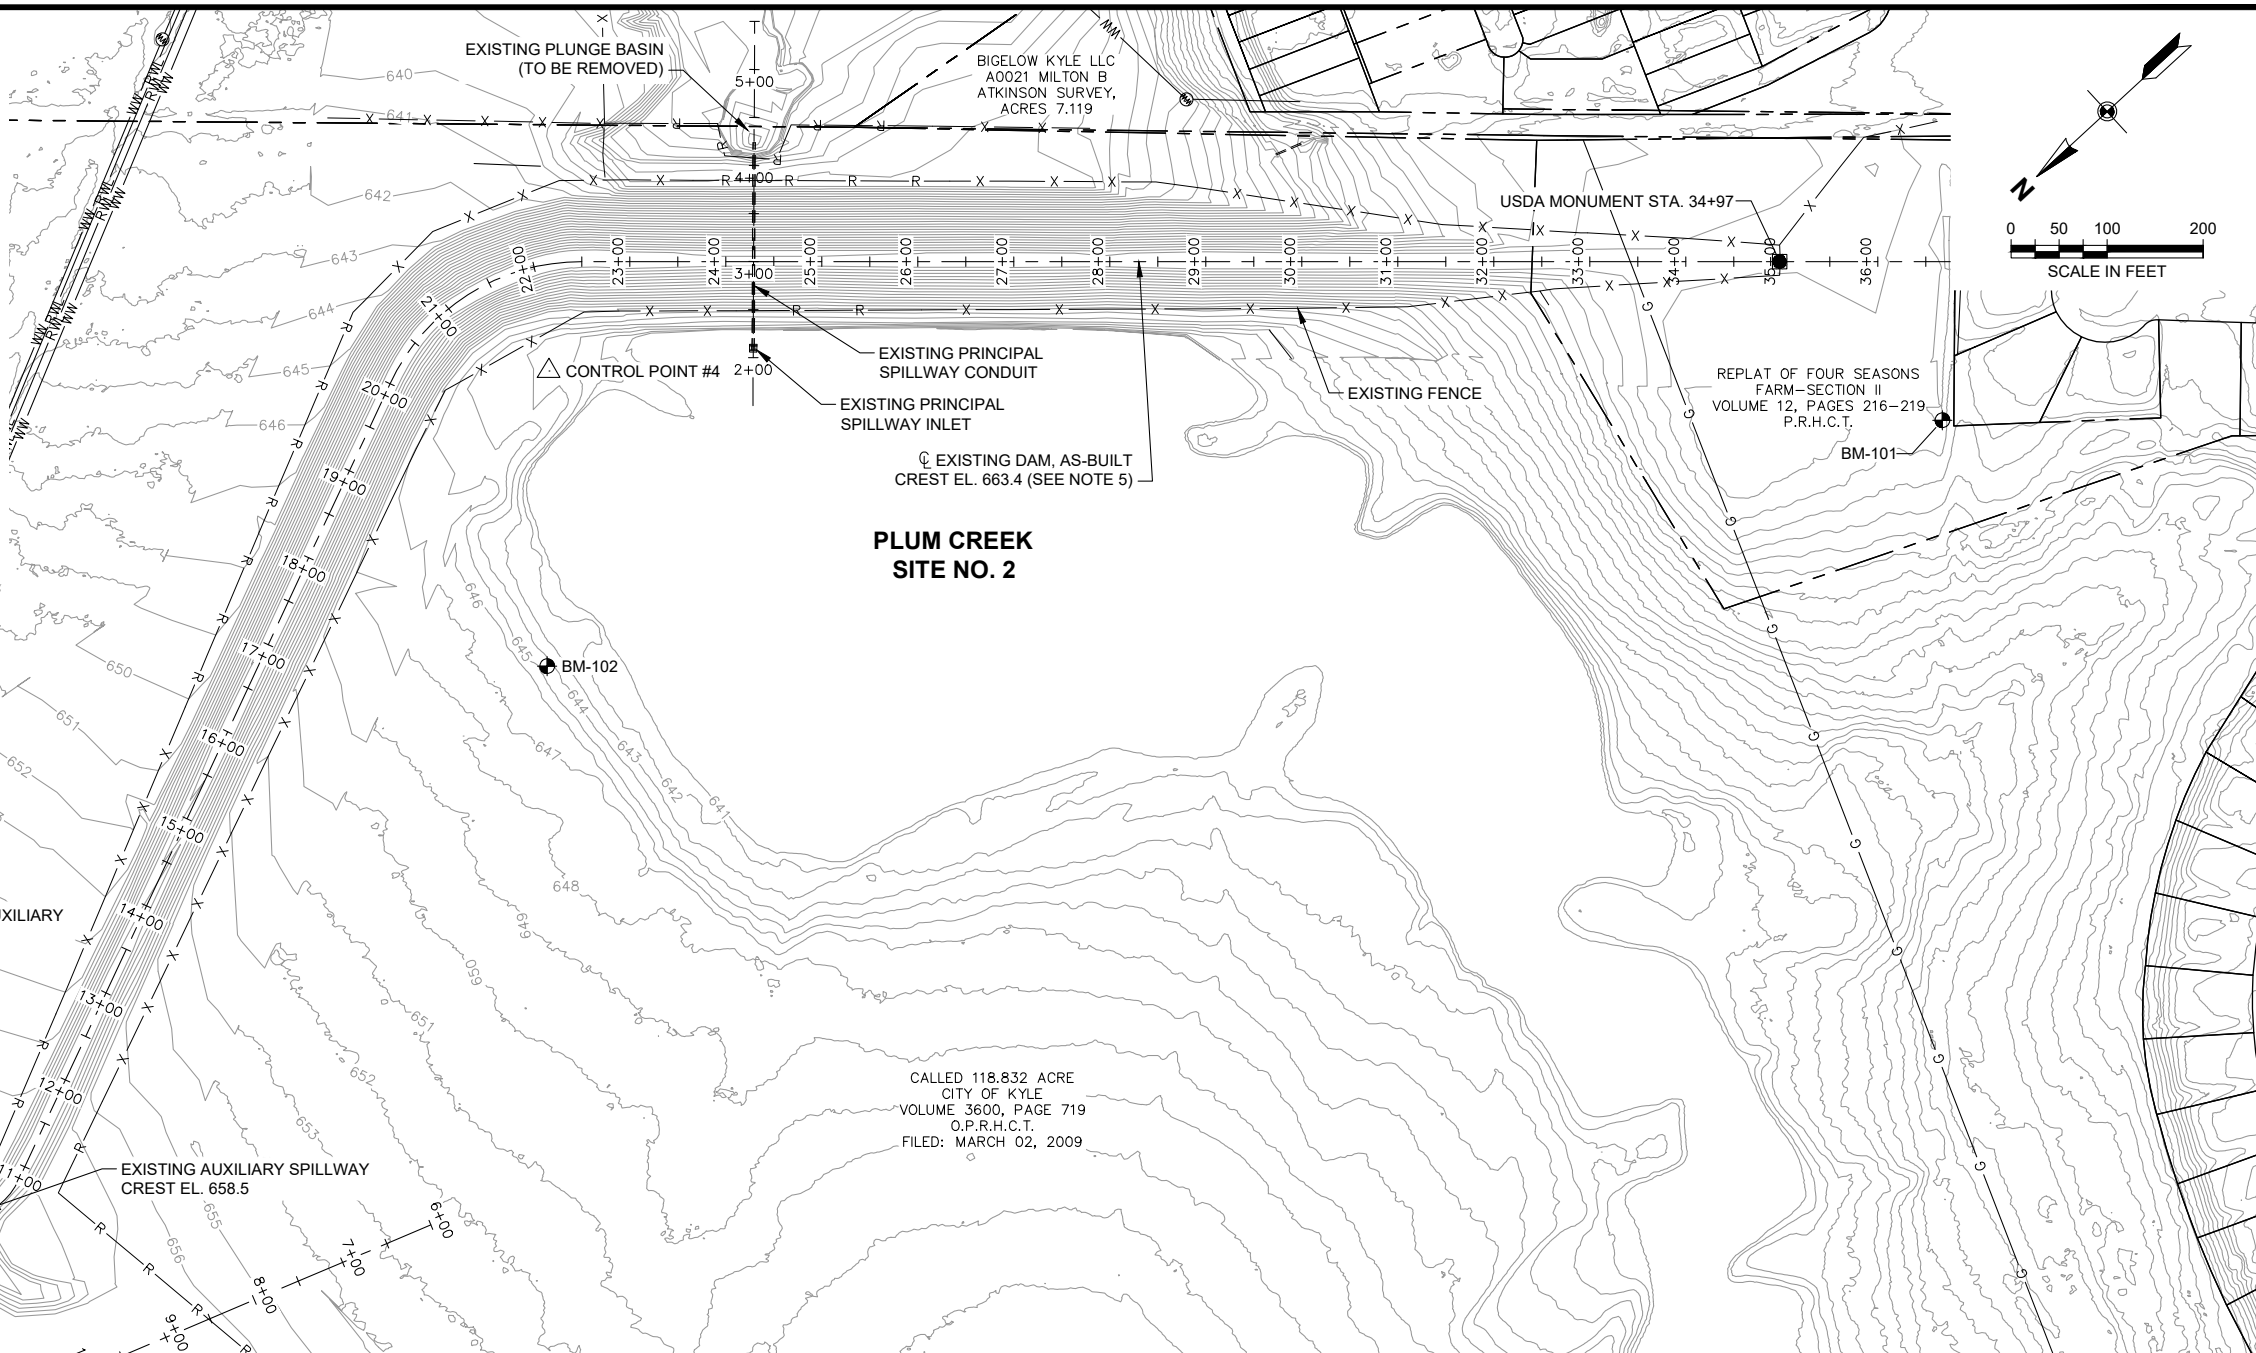 EXISTING PLUNGE BASIN
(TO BE REMOVED)
5+00
BIGELOW KYLE LLC
A0021 MILTON B
ATKINSON SURVEY,
ACRES 7.119
640
641
642
643
644
645
646
4+00
3+00
2+00
USDA MONUMENT STA. 34+97
N
0 50 100 200
SCALE IN FEET
22+00
23+00
24+00
25+00
26+00
27+00
28+00
29+00
30+00
31+00
32+00
33+00
34+00
35+00
36+00
21+00
20+00
19+00
18+00
17+00
16+00
15+00
14+00
13+00
12+00
11+00
CONTROL POINT #4
EXISTING PRINCIPAL
SPILLWAY CONDUIT
EXISTING PRINCIPAL
SPILLWAY INLET
EXISTING FENCE
℄ EXISTING DAM, AS-BUILT
CREST EL. 663.4 (SEE NOTE 5)
REPLAT OF FOUR SEASONS
FARM-SECTION II
VOLUME 12, PAGES 216-219
P.R.H.C.T.
BM-101
PLUM CREEK
SITE NO. 2
BM-102
646
645
644
643
642
641
647
648
649
650
651
652
653
655
656
650
651
652
XILIARY
CALLED 118.832 ACRE
CITY OF KYLE
VOLUME 3600, PAGE 719
O.P.R.H.C.T.
FILED: MARCH 02, 2009
EXISTING AUXILIARY SPILLWAY
CREST EL. 658.5
6+00
7+00
8+00
9+00